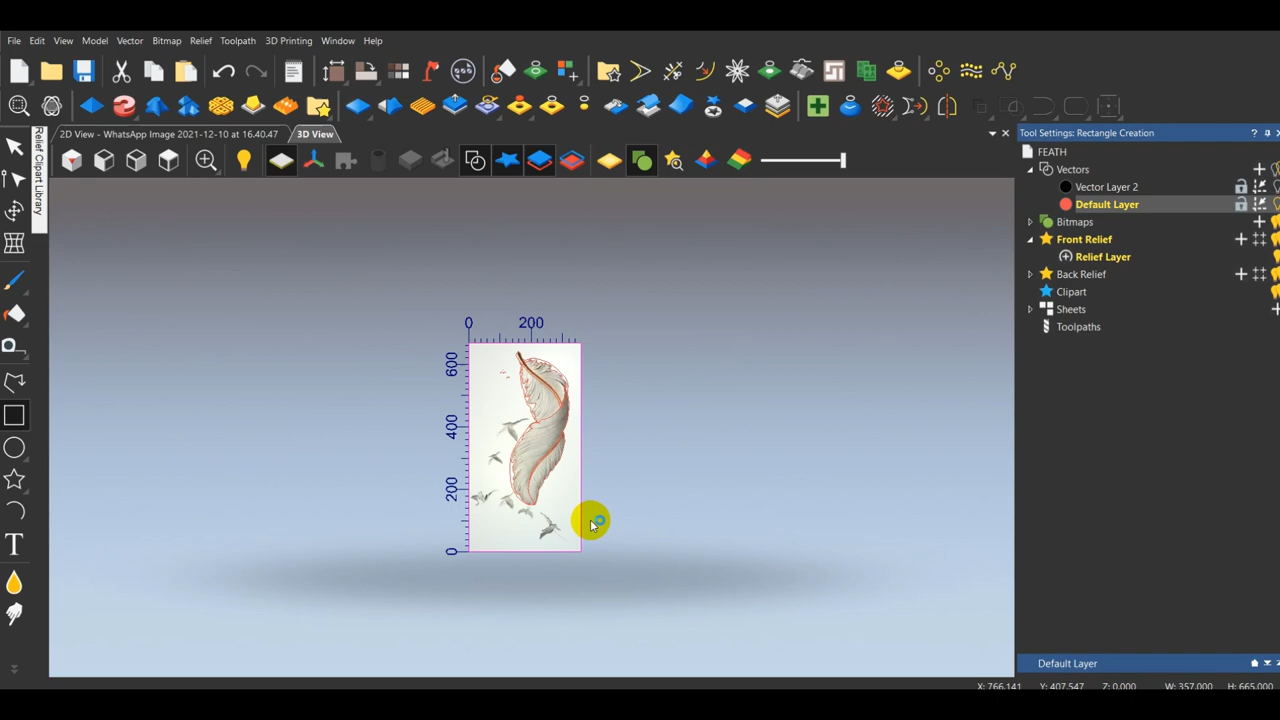 File Edit View Model Vector Bitmap Relief Toolpath 3D Printing Window Help
2D View - WhatsApp Image 2021-12-10 at 16.40.47 3D View
Tool Settings: Rectangle Creation
Relief Clipart Library
FEATH
Vectors
Vector Layer 2
Default Layer
Bitmaps
Front Relief
Relief Layer
Back Relief
Clipart
Sheets
Toolpaths
0 200
600
400
200
0
T
Default Layer
X: 766.141 Y: 407.547 Z: 0.000 W: 357.000 H: 665.000